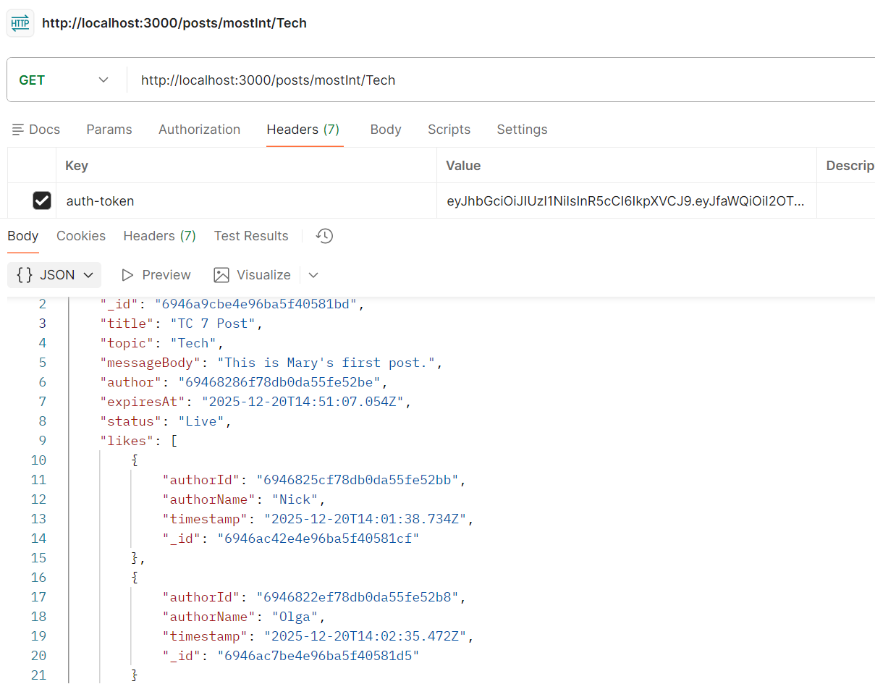 HTTP http://localhost:3000/posts/mostInt/Tech
GET http://localhost:3000/posts/mostInt/Tech
Docs Params Authorization Headers (7) Body Scripts Settings
Key Value Descrip
auth-token eyJhbGciOiJIUzI1NiIsInR5cCI6IkpXVCJ9.eyJfaWQiOiI2OT...
Body Cookies Headers (7) Test Results
{} JSON Preview Visualize
2 "_id": "6946a9cbe4e96ba5f40581bd",
3 "title": "TC 7 Post",
4 "topic": "Tech",
5 "messageBody": "This is Mary's first post.",
6 "author": "69468286f78db0da55fe52be",
7 "expiresAt": "2025-12-20T14:51:07.054Z",
8 "status": "Live",
9 "likes": [
10 {
11 "authorId": "6946825cf78db0da55fe52bb",
12 "authorName": "Nick",
13 "timestamp": "2025-12-20T14:01:38.734Z",
14 "_id": "6946ac42e4e96ba5f40581cf"
15 },
16 {
17 "authorId": "6946822ef78db0da55fe52b8",
18 "authorName": "Olga",
19 "timestamp": "2025-12-20T14:02:35.472Z",
20 "_id": "6946ac7be4e96ba5f40581d5"
21 }